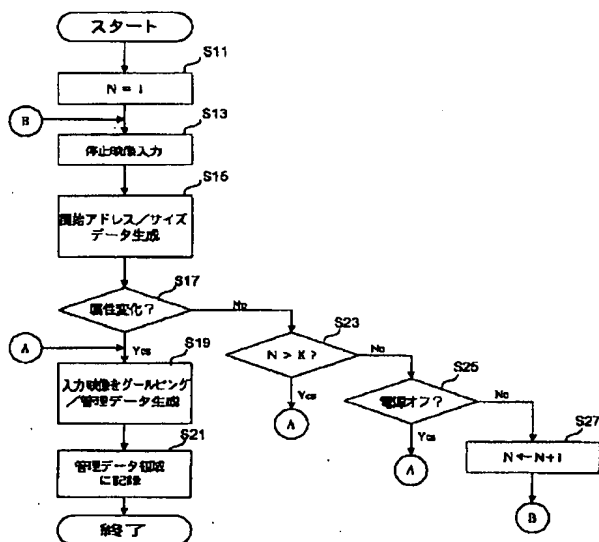 スタート
S11
N = 1
B
S13
停止映像入力
S15
開始アドレス／サイズ
データ生成
S17
属性変化？
No
Yes
A
S19
入力映像をグールピング
／管理データ生成
S21
管理データ領域
に記録
終了
S23
N > K ?
No
Yes
A
S25
電源オフ？
No
Yes
A
S27
N←N+1
B